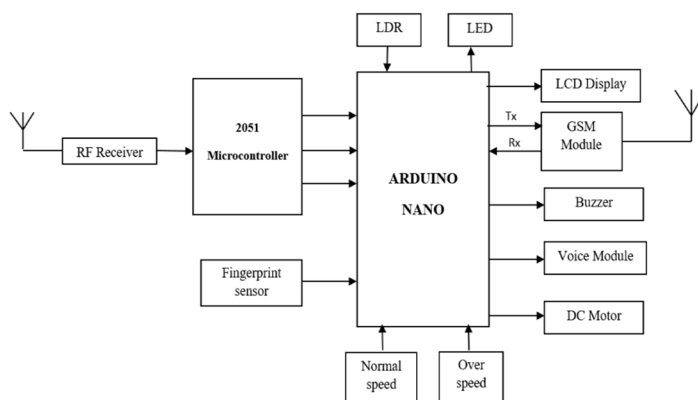 LDR
LED
2051
Microcontroller
RF Receiver
ARDUINO
NANO
LCD Display
Tx
GSM
Module
Rx
Buzzer
Fingerprint
sensor
Voice Module
DC Motor
Normal
speed
Over
speed